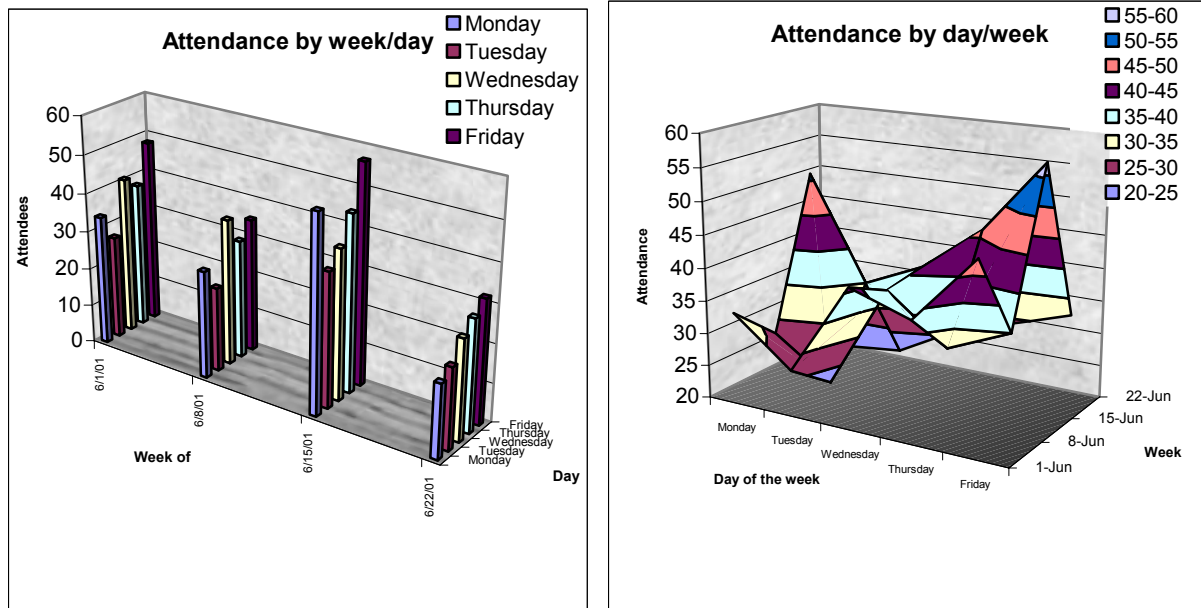 Attendance by week/day
Monday
Tuesday
Wednesday
Thursday
Friday
60
50
40
30
20
10
0
Attendees
6/1/01
6/8/01
6/15/01
6/22/01
Week of
Friday
Thursday
Wednesday
Tuesday
Monday
Day
Attendance by day/week
55-60
50-55
45-50
40-45
35-40
30-35
25-30
20-25
60
55
50
45
40
35
30
25
20
Attendance
Monday
Tuesday
Wednesday
Thursday
Friday
Day of the week
22-Jun
15-Jun
8-Jun
1-Jun
Week